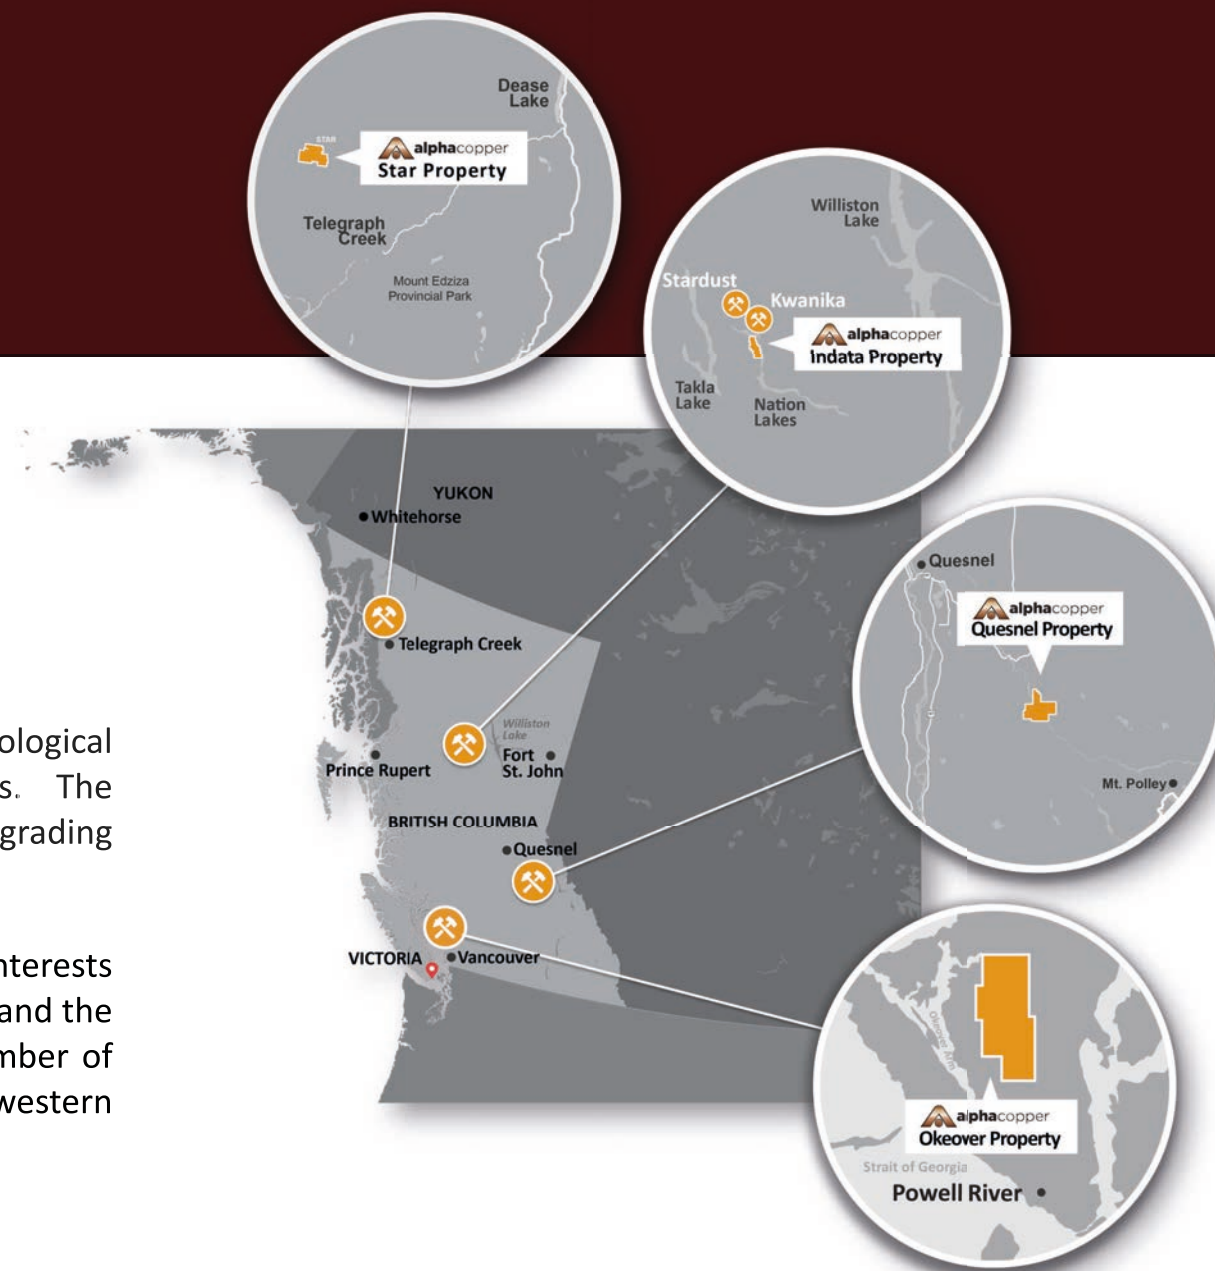 Dease
Lake
STAR
alphacopper
Star Property
Telegraph
Creek
Mount Edziza
Provincial Park
Williston
Lake
Stardust
Kwanika
alphacopper
Indata Property
Takla
Lake
Nation
Lakes
YUKON
Whitehorse
Telegraph Creek
Williston
Lake
Fort
St. John
Prince Rupert
BRITISH COLUMBIA
Quesnel
VICTORIA
Vancouver
Quesnel
alphacopper
Quesnel Property
Mt. Polley
Okeover Arm
alphacopper
Okeover Property
Strait of Georgia
Powell River
ological
s. The
grading
nterests
and the
mber of
western